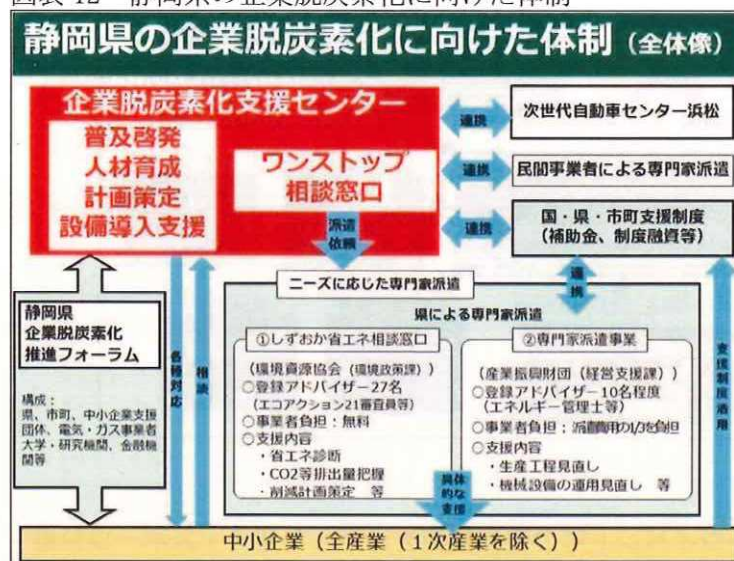 図表 12 静岡県の企業脱炭素化に向けた体制
静岡県の企業脱炭素化に向けた体制（全体像）
企業脱炭素化支援センター
普及啓発
人材育成
計画策定
設備導入支援
ワンストップ
相談窓口
連携
次世代自動車センター浜松
連携
民間事業者による専門家派遣
連携
国・県・市町支援制度
（補助金、制度融資等）
派遣
依頼
連携
ニーズに応じた専門家派遣
県による専門家派遣
静岡県
企業脱炭素化
推進フォーラム
構成：
県、市町、中小企業支援
団体、電気・ガス事業者
大学・研究機関、金融機
関等
各種対応
相談
①しずおか省エネ相談窓口
（環境資源協会（環境政策課））
○登録アドバイザー27名
（エコアクション21審査員等）
○事業者負担：無料
○支援内容
・省エネ診断
・CO2等排出量把握
・削減計画策定 等
②専門家派遣事業
（産業振興財団（経営支援課））
○登録アドバイザー10名程度
（エネルギー管理士等）
○事業者負担：派遣費用の1/3を負担
○支援内容
・生産工程見直し
・機械設備の運用見直し 等
支援制度活用
具体
的な
支援
中小企業（全産業（１次産業を除く））